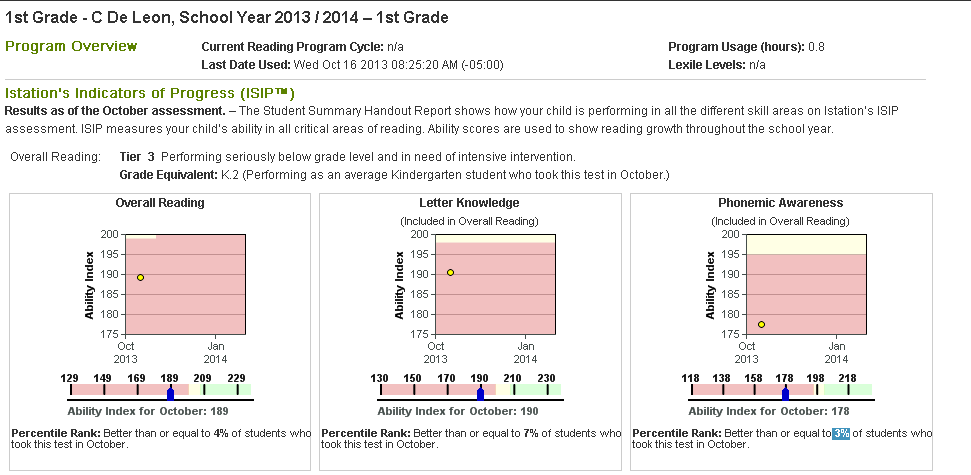 1st Grade - C De Leon, School Year 2013 / 2014 – 1st Grade
Program Overview
Current Reading Program Cycle: n/a
Program Usage (hours): 0.8
Last Date Used: Wed Oct 16 2013 08:25:20 AM (-05:00)
Lexile Levels: n/a
Istation's Indicators of Progress (ISIP™)
Results as of the October assessment. – The Student Summary Handout Report shows how your child is performing in all the different skill areas on Istation's ISIP
assessment. ISIP measures your child's ability in all critical areas of reading. Ability scores are used to show reading growth throughout the school year.
Overall Reading: Tier 3 Performing seriously below grade level and in need of intensive intervention.
Grade Equivalent: K.2 (Performing as an average Kindergarten student who took this test in October.)
Overall Reading
Ability Index
200
195
190
185
180
175
Oct 2013
Jan 2014
129 149 169 189 209 229
Ability Index for October: 189
Percentile Rank: Better than or equal to 4% of students who
took this test in October.
Letter Knowledge
(Included in Overall Reading)
Ability Index
200
195
190
185
180
175
Oct 2013
Jan 2014
130 150 170 190 210 230
Ability Index for October: 190
Percentile Rank: Better than or equal to 7% of students who
took this test in October.
Phonemic Awareness
(Included in Overall Reading)
Ability Index
200
195
190
185
180
175
Oct 2013
Jan 2014
118 138 158 178 198 218
Ability Index for October: 178
Percentile Rank: Better than or equal to 3% of students who
took this test in October.